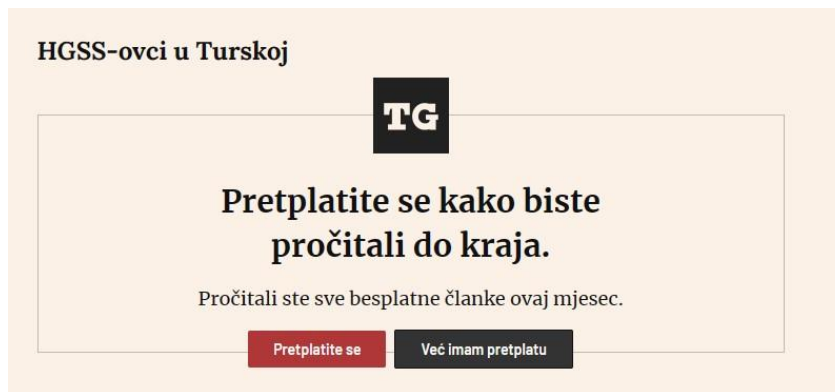 HGSS-ovci u Turskoj
TG
Pretplatite se kako biste
pročitali do kraja.
Pročitali ste sve besplatne članke ovaj mjesec.
Pretplatite se
Već imam pretplatu